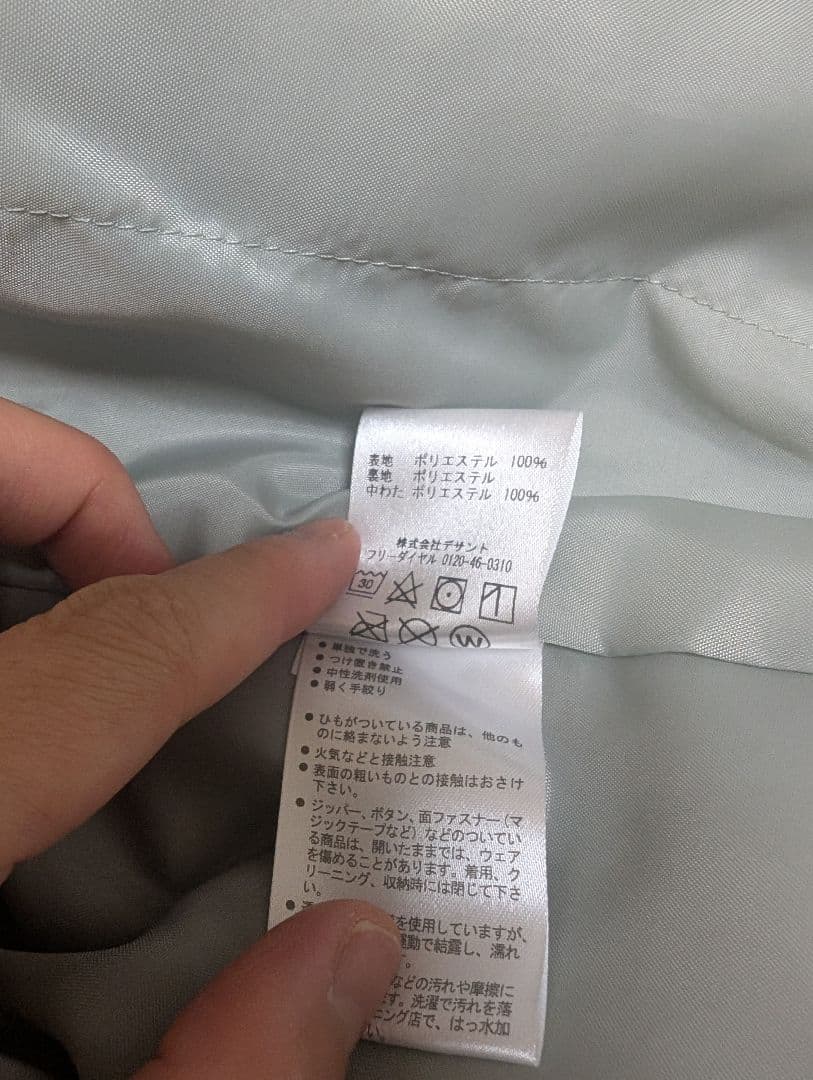 表地 ポリエステル 100%
裏地 ポリエステル
中わた ポリエステル 100%
株式会社デサント
フリーダイヤル 0120-46-0310
30
W
● 単独で洗う
● つけ置き禁止
● 中性洗剤使用
● 弱く手絞り
● ひもがついている商品は、他のも
のに絡まないよう注意
● 火気などと接触注意
● 表面の粗いものとの接触はおさけ
下さい。
● ジッパー、ボタン、面ファスナー(マ
ジックテープなど)などのついてい
る商品は、開いたままでは、ウェア
を傷めることがあります。着用、ク
リーニング、収納時には閉じて下さ
い。
●
を使用していますが、
運動で結露し、濡れ
。
などの汚れや摩擦に
す。洗濯で汚れを落
ニング店で、はっ水加
い。